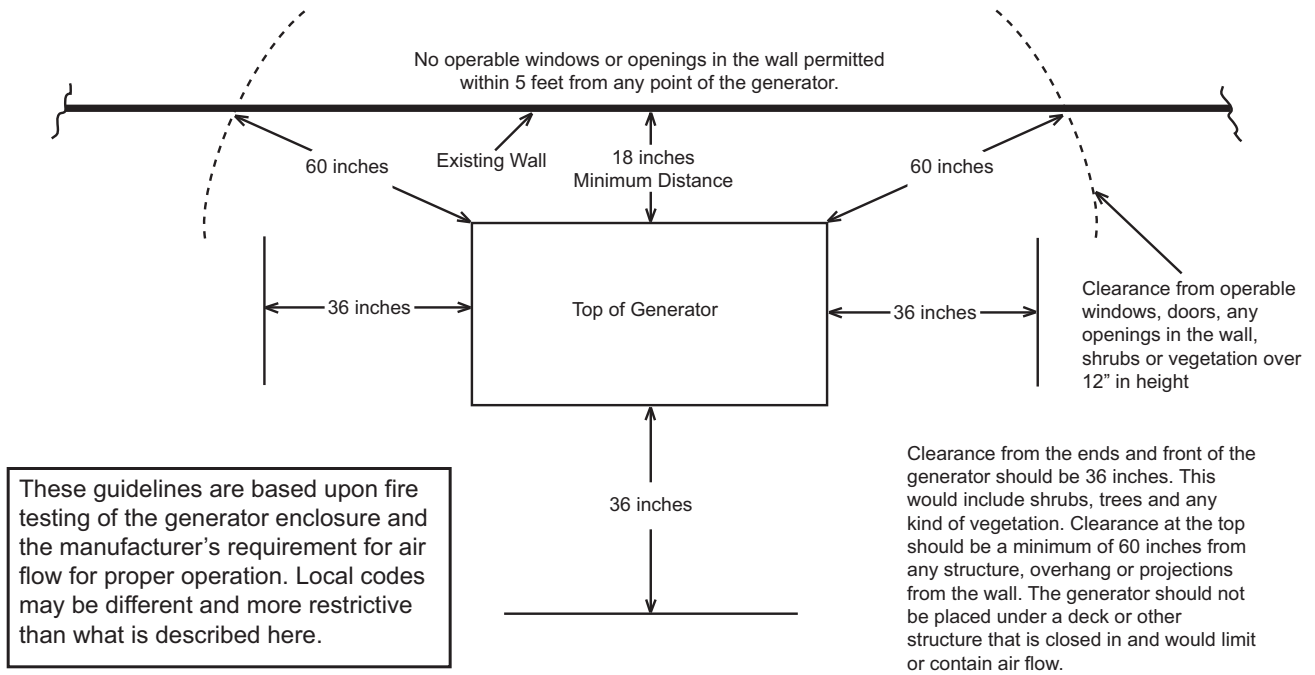 No operable windows or openings in the wall permitted
within 5 feet from any point of the generator.
60 inches
Existing Wall
18 inches
Minimum Distance
60 inches
36 inches
Top of Generator
36 inches
Clearance from operable
windows, doors, any
openings in the wall,
shrubs or vegetation over
12” in height
36 inches
These guidelines are based upon fire
testing of the generator enclosure and
the manufacturer’s requirement for air
flow for proper operation. Local codes
may be different and more restrictive
than what is described here.
Clearance from the ends and front of the
generator should be 36 inches. This
would include shrubs, trees and any
kind of vegetation. Clearance at the top
should be a minimum of 60 inches from
any structure, overhang or projections
from the wall. The generator should not
be placed under a deck or other
structure that is closed in and would limit
or contain air flow.